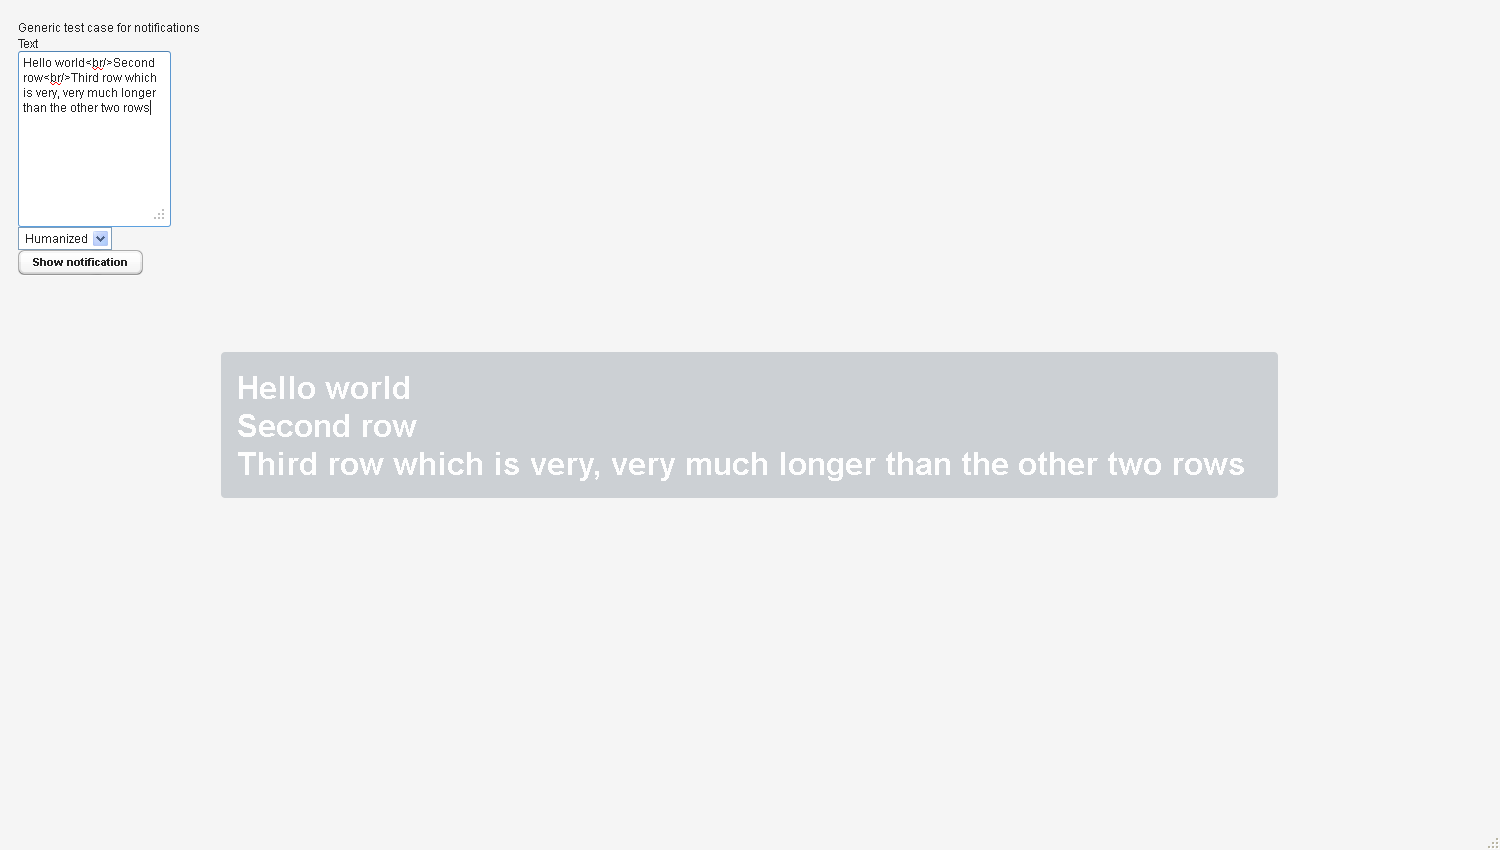 Generic test case for notifications
Text
Hello world<br/>Second
row<br/>Third row which
is very, very much longer
than the other two rows
Humanized
Show notification
Hello world
Second row
Third row which is very, very much longer than the other two rows